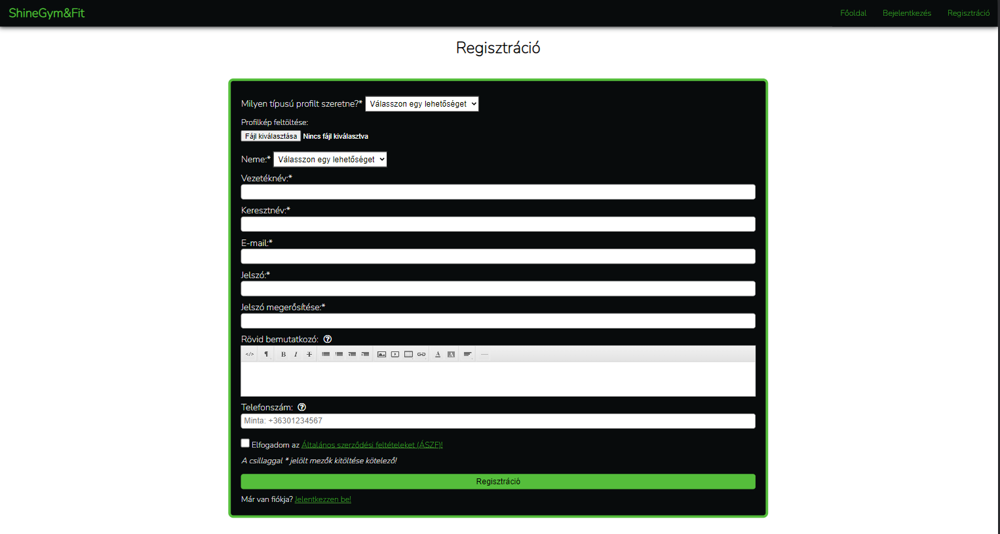 ShineGym&Fit Főoldal Bejelentkezés Regisztráció
Regisztráció
Milyen típusú profilt szeretne?* Válasszon egy lehetőséget
Profilkép feltöltése:
Fájl kiválasztása Nincs fájl kiválasztva
Neme:* Válasszon egy lehetőséget
Vezetéknév:*
Keresztnév:*
E-mail:*
Jelszó:*
Jelszó megerősítése:*
Rövid bemutatkozó:
Telefonszám:
Minta: +36301234567
Elfogadom az Általános szerződési feltételeket (ÁSZF)!
A csillaggal * jelölt mezők kitöltése kötelező!
Regisztráció
Már van fiókja? Jelentkezzen be!